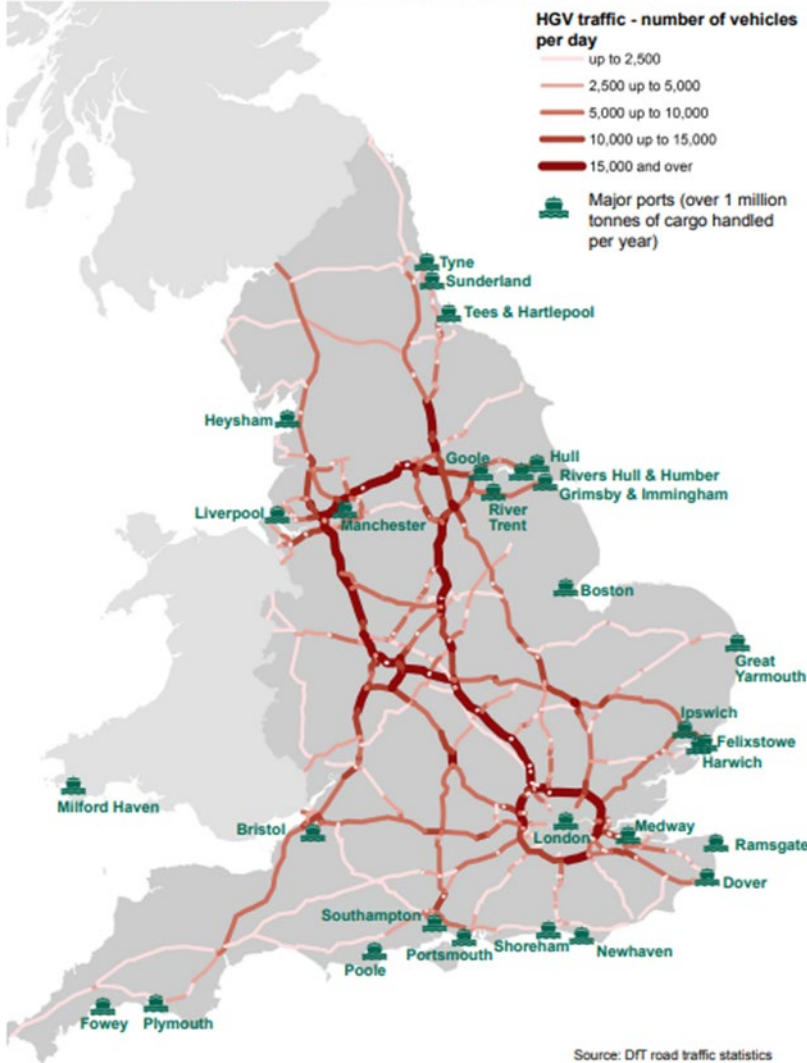 HGV traffic - number of vehicles
per day
up to 2,500
2,500 up to 5,000
5,000 up to 10,000
10,000 up to 15,000
15,000 and over
Major ports (over 1 million
tonnes of cargo handled
per year)
Tyne
Sunderland
Tees & Hartlepool
Heysham
Goole
Hull
Rivers Hull & Humber
Grimsby & Immingham
River
Trent
Liverpool
Manchester
Boston
Great
Yarmouth
Ipswich
Felixstowe
Harwich
Milford Haven
Bristol
London
Medway
Ramsgate
Dover
Southampton
Portsmouth
Shoreham
Newhaven
Poole
Fowey
Plymouth
Source: DfT road traffic statistics